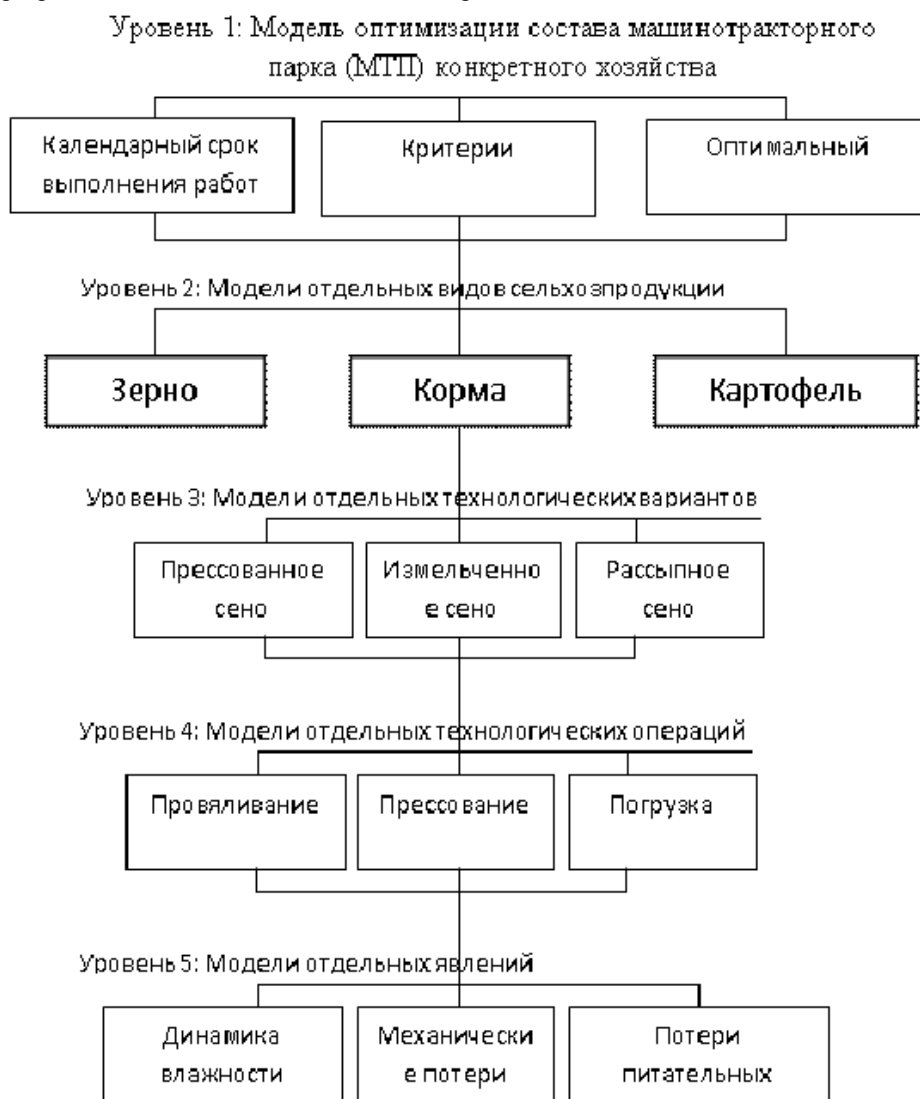 Уровень 1: Модель оптимизации состава машинотракторного
парка (МТП) конкретного хозяйства
Календарный срок
выполнения работ
Критерии
Оптимальный
Уровень 2: Модели отдельных видов сельхозпродукции
Зерно
Корма
Картофель
Уровень 3: Модели отдельных технологических вариантов
Прессованное
сено
Измельченно
е сено
Рассыпное
сено
Уровень 4: Модели отдельных технологических операций
Провяливание
Прессование
Погрузка
Уровень 5: Модели отдельных явлений
Динамика
влажности
Механически
е потери
Потери
питательных